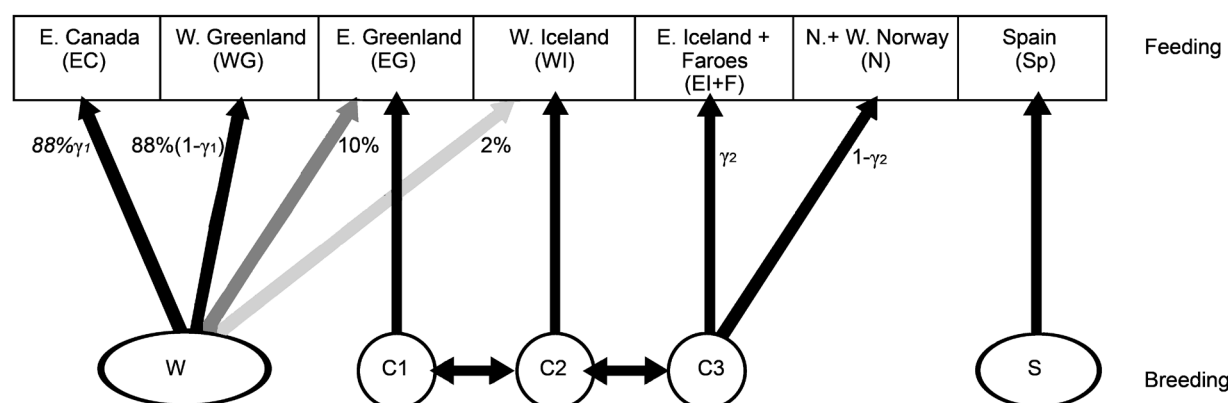 E. Canada
(EC)
W. Greenland
(WG)
E. Greenland
(EG)
W. Iceland
(WI)
E. Iceland +
Faroes
(EI+F)
N.+ W. Norway
(N)
Spain
(Sp)
Feeding
88%γ1
88%(1-γ1)
10%
2%
γ2
1-γ2
W
C1
C2
C3
S
Breeding